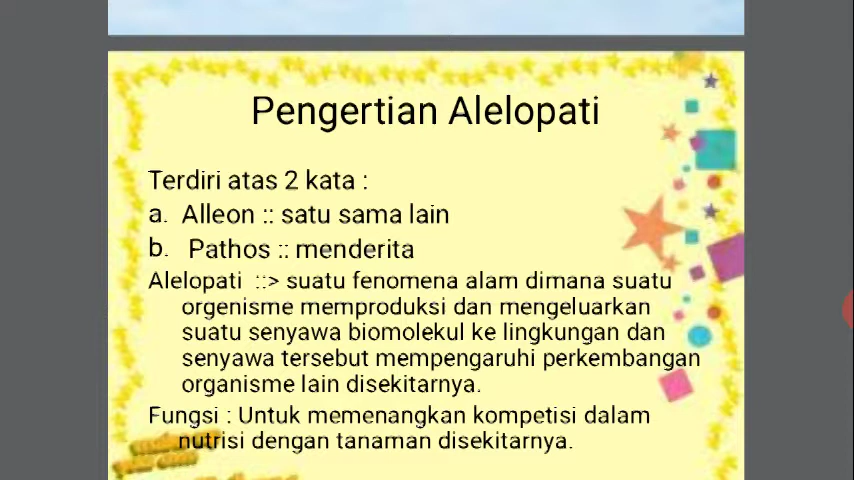 Pengertian Alelopati
Terdiri atas 2 kata :
a. Alleon :: satu sama lain
b. Pathos :: menderita
Alelopati ::> suatu fenomena alam dimana suatu
orgenisme memproduksi dan mengeluarkan
suatu senyawa biomolekul ke lingkungan dan
senyawa tersebut mempengaruhi perkembangan
organisme lain disekitarnya.
Fungsi : Untuk memenangkan kompetisi dalam
nutrisi dengan tanaman disekitarnya.